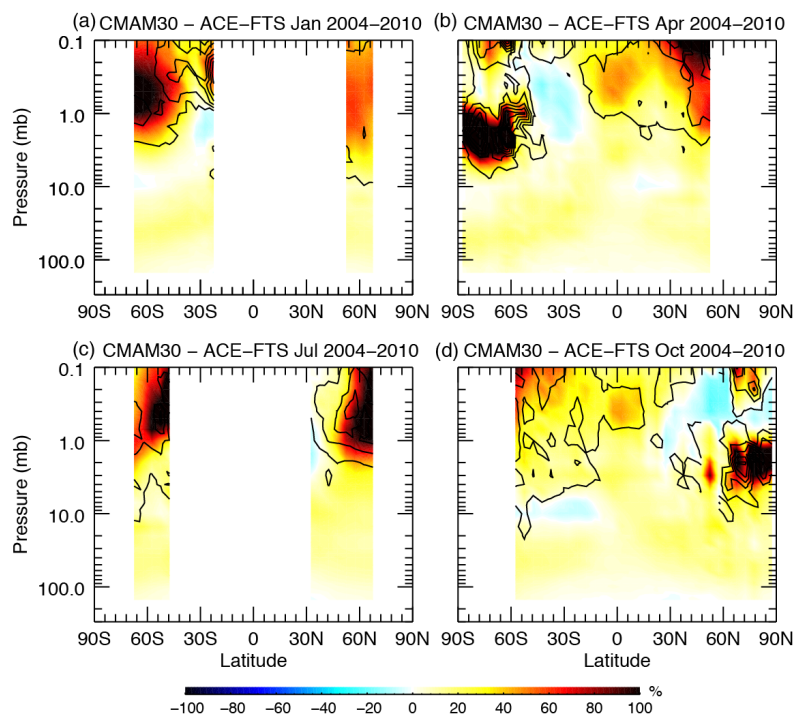 (a) CMAM30 − ACE−FTS Jan 2004−2010
(b) CMAM30 − ACE−FTS Apr 2004−2010
0.1
1.0
10.0
100.0
Pressure (mb)
90S 60S 30S 0 30N 60N 90N
90S 60S 30S 0 30N 60N 90N
(c) CMAM30 − ACE−FTS Jul 2004−2010
(d) CMAM30 − ACE−FTS Oct 2004−2010
0.1
1.0
10.0
100.0
Pressure (mb)
90S 60S 30S 0 30N 60N 90N
90S 60S 30S 0 30N 60N 90N
Latitude
Latitude
%
−100 −80 −60 −40 −20 0 20 40 60 80 100